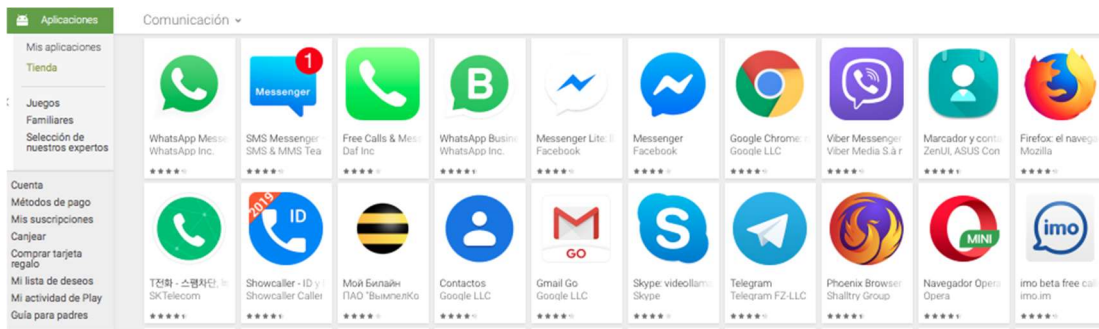 Aplicaciones
Comunicación
Mis aplicaciones
Tienda
Juegos
Familiares
Selección de
nuestros expertos
Cuenta
Métodos de pago
Mis suscripciones
Canjear
Comprar tarjeta
regalo
Mi lista de deseos
Mi actividad de Play
Guía para padres
1
Messenger
B
WhatsApp Messe
SMS Messenger
Free Calls & Mess
WhatsApp Busin
Messenger Lite:
Messenger
Google Chrome:
Viber Messenger
Marcador y conta
Firefox: el navega
WhatsApp Inc.
SMS & MMS Tea
Daf Inc
WhatsApp Inc.
Facebook
Facebook
Google LLC
Viber Media S.à r
ZenUI, ASUS Con
Mozilla
2019
ID
GO
S
MINI
imo
T전화 - 스팸차단,
Showcaller - ID y
Мой Билайн
Contactos
Gmail Go
Skype: videollam
Telegram
Phoenix Browser
Navegador Opera
imo beta free call
SKTelecom
Showcaller Caller
ПАО "ВымпелКо
Google LLC
Google LLC
Skype
Telegram FZ-LLC
Shalltry Group
Opera
imo.im